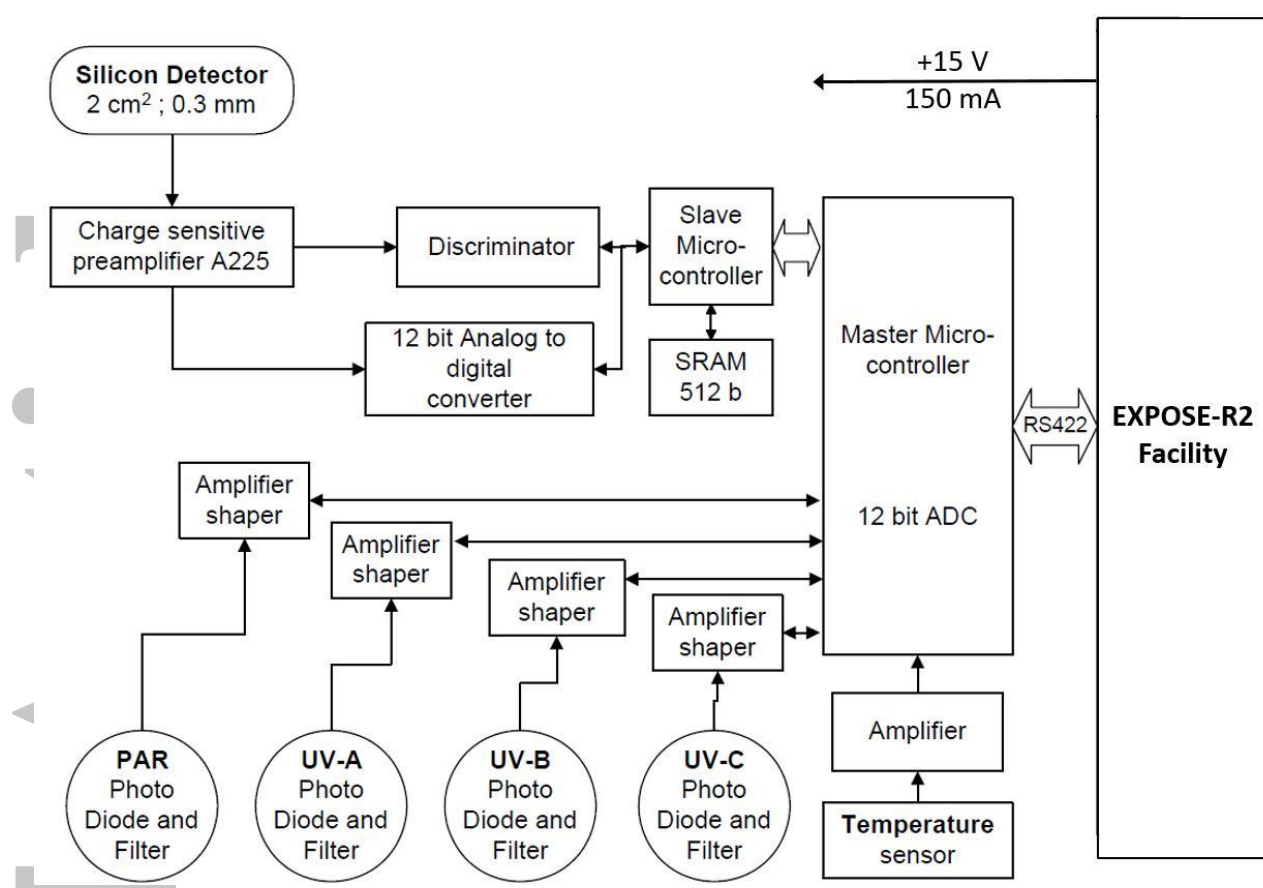 Silicon Detector
2 cm² ; 0.3 mm
+15 V
150 mA
Charge sensitive
preamplifier A225
Discriminator
Slave
Micro-
controller
12 bit Analog to
digital
converter
SRAM
512 b
Master Micro-
controller
12 bit ADC
RS422
EXPOSE-R2
Facility
Amplifier
shaper
Amplifier
shaper
Amplifier
shaper
Amplifier
shaper
Amplifier
PAR
Photo
Diode and
Filter
UV-A
Photo
Diode and
Filter
UV-B
Photo
Diode and
Filter
UV-C
Photo
Diode and
Filter
Temperature
sensor